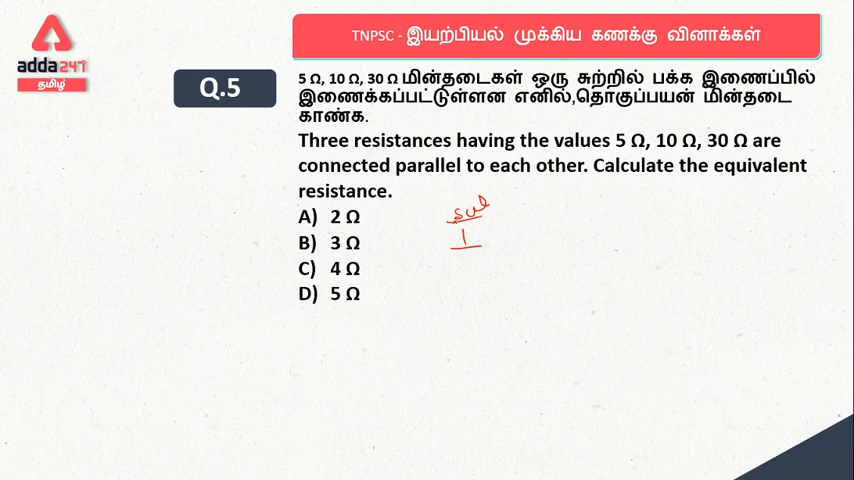 TNPSC - இயற்பியல் முக்கிய கணக்கு வினாக்கள்
adda247
தமிழ்
Q.5
5 Ω, 10 Ω, 30 Ω மின்தடைகள் ஒரு சுற்றில் பக்க இணைப்பில்
இணைக்கப்பட்டுள்ளன எனில்,தொகுப்பயன் மின்தடை
காண்க.
Three resistances having the values 5 Ω, 10 Ω, 30 Ω are
connected parallel to each other. Calculate the equivalent
resistance.
A) 2 Ω
B) 3 Ω
C) 4 Ω
D) 5 Ω
sol
1